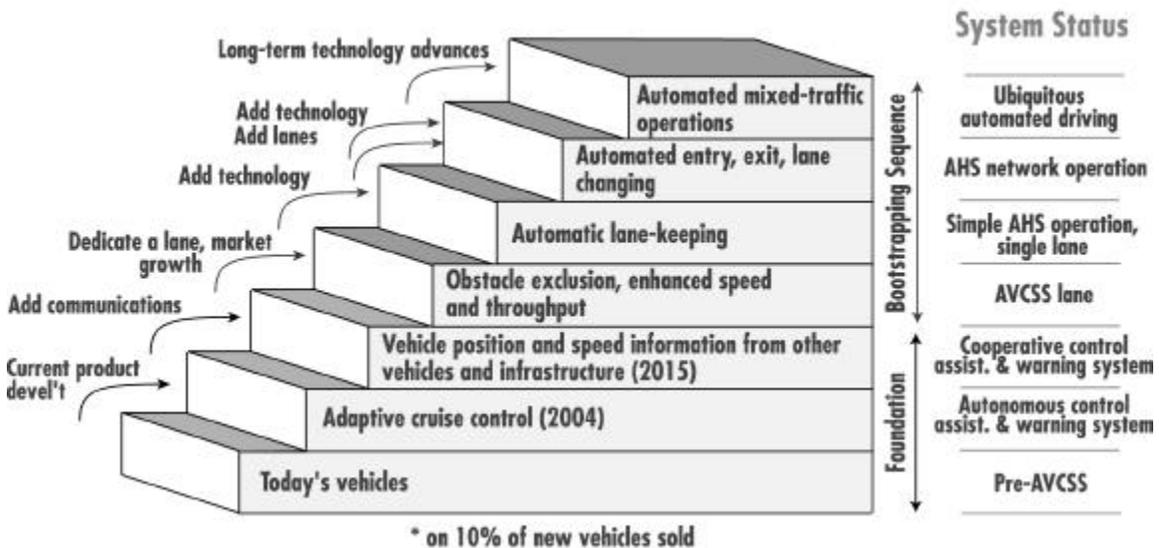 System Status
Long-term technology advances
Automated mixed-traffic
operations
Ubiquitous
automated driving
Add technology
Add lanes
Automated entry, exit, lane
changing
AHS network operation
Add technology
Automatic lane-keeping
Simple AHS operation,
single lane
Dedicate a lane, market
growth
Obstacle exclusion, enhanced speed
and throughput
AVCSS lane
Bootstrapping Sequence
Add communications
Vehicle position and speed information from other
vehicles and infrastructure (2015)
Cooperative control
assist. & warning system
Current product
devel't
Adaptive cruise control (2004)
Autonomous control
assist. & warning system
Foundation
Today's vehicles
Pre-AVCSS
* on 10% of new vehicles sold